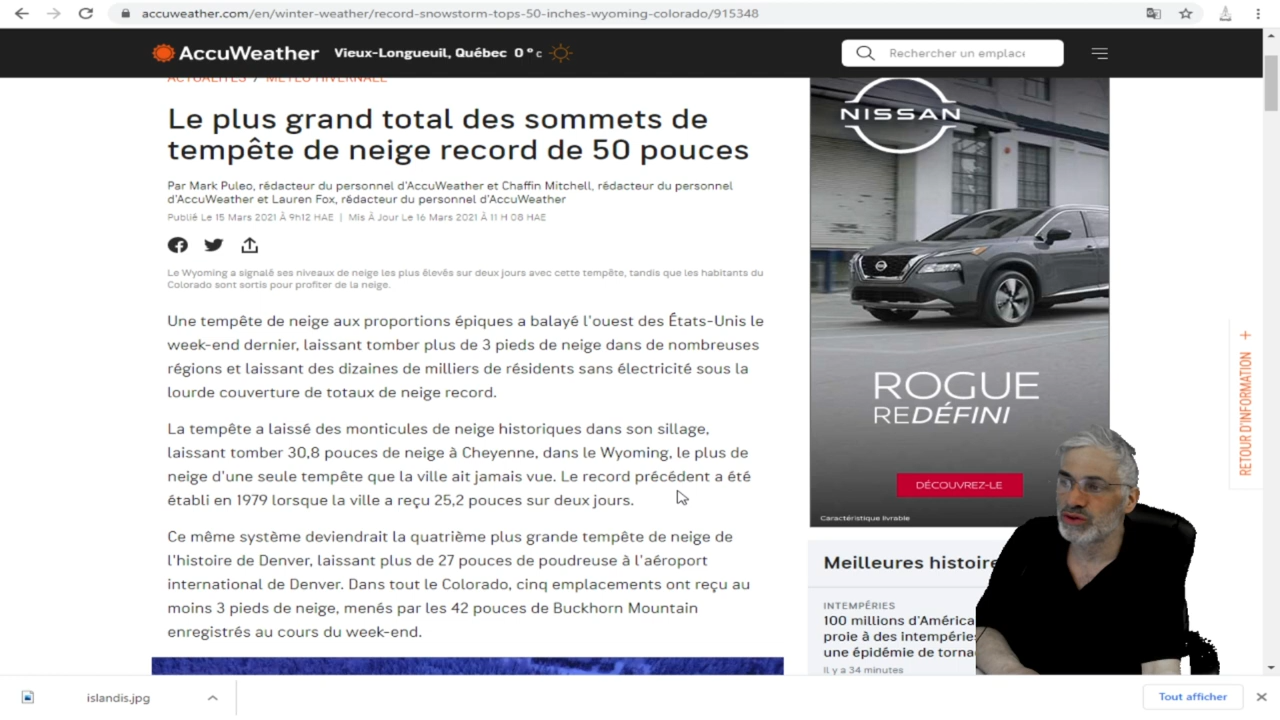 accuweather.com/en/winter-weather/record-snowstorm-tops-50-inches-wyoming-colorado/915348
AccuWeather
Vieux-Longueuil, Québec 0° c
Rechercher un emplace
ACTUALITÉS / MÉTÉO HIVERNALE
Le plus grand total des sommets de
tempête de neige record de 50 pouces
Par Mark Puleo, rédacteur du personnel d'AccuWeather et Chaffin Mitchell, rédacteur du personnel
d'AccuWeather et Lauren Fox, rédacteur du personnel d'AccuWeather
Publié Le 15 Mars 2021 À 9h12 HAE | Mis À Jour Le 16 Mars 2021 À 11 H 08 HAE
Le Wyoming a signalé ses niveaux de neige les plus élevés sur deux jours avec cette tempête, tandis que les habitants du
Colorado sont sortis pour profiter de la neige.
Une tempête de neige aux proportions épiques a balayé l'ouest des États-Unis le
week-end dernier, laissant tomber plus de 3 pieds de neige dans de nombreuses
régions et laissant des dizaines de milliers de résidents sans électricité sous la
lourde couverture de totaux de neige record.
La tempête a laissé des monticules de neige historiques dans son sillage,
laissant tomber 30,8 pouces de neige à Cheyenne, dans le Wyoming, le plus de
neige d'une seule tempête que la ville ait jamais vue. Le record précédent a été
établi en 1979 lorsque la ville a reçu 25,2 pouces sur deux jours.
Ce même système deviendrait la quatrième plus grande tempête de neige de
l'histoire de Denver, laissant plus de 27 pouces de poudreuse à l'aéroport
international de Denver. Dans tout le Colorado, cinq emplacements ont reçu au
moins 3 pieds de neige, menés par les 42 pouces de Buckhorn Mountain
enregistrés au cours du week-end.
NISSAN
ROGUE
REDÉFINI
DÉCOUVREZ-LE
Caractéristique livrable
RETOUR D'INFORMATION +
Meilleures histoire
INTEMPÉRIES
100 millions d'América
proie à des intempérie
une épidémie de torna
Il y a 34 minutes
islandis.jpg
Tout afficher